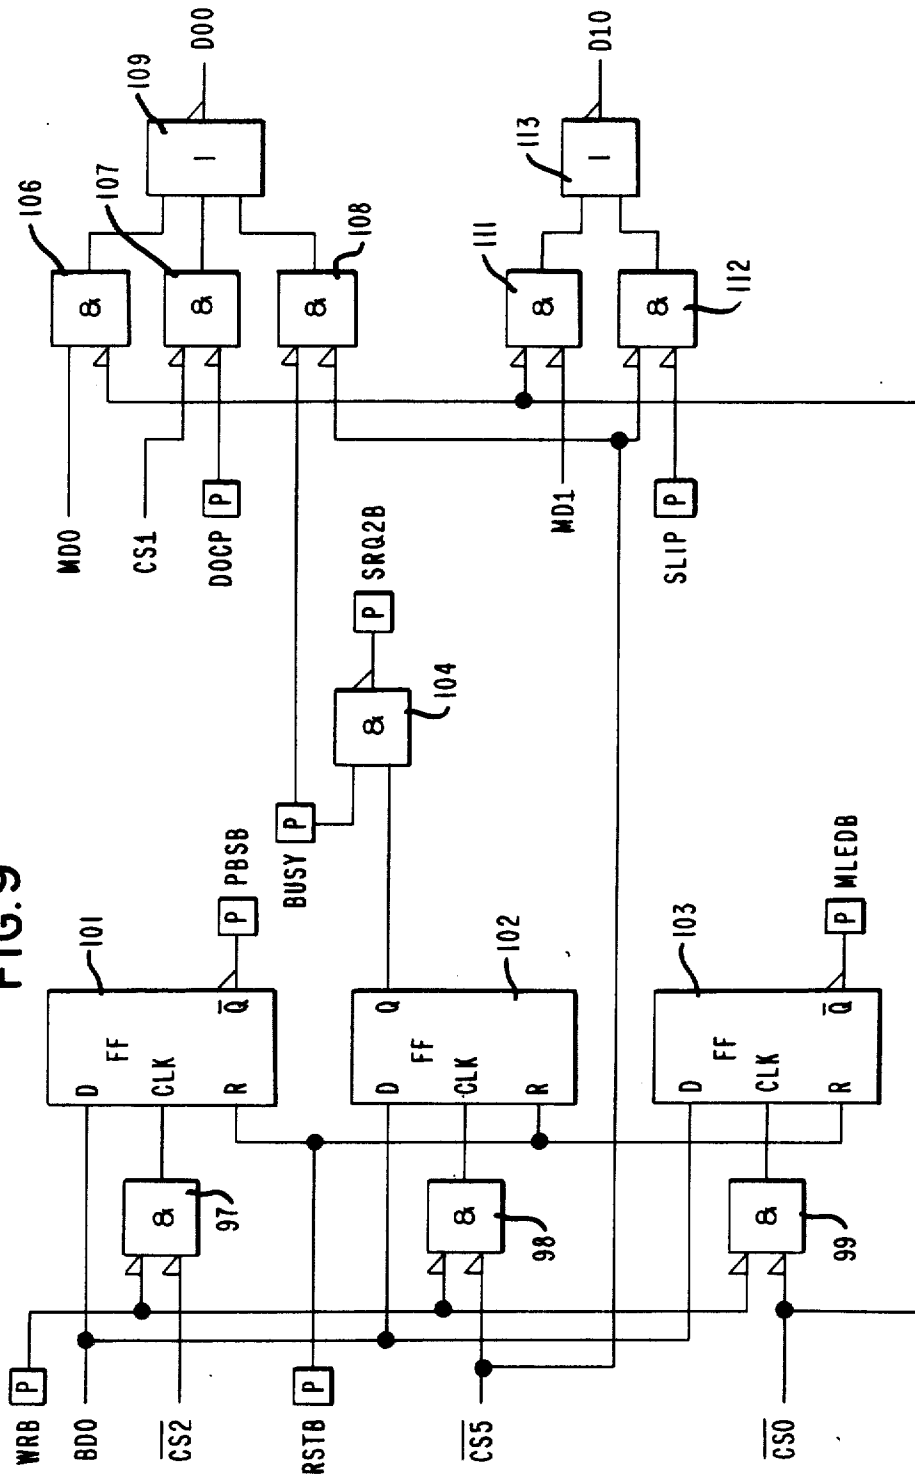 FIG. 9
WRB P
BD0
CS2
RSTB P
CS5
CS0
& 97
& 98
& 99
D FF CLK R Q 101
P PBSB
D FF CLK R Q 102
D FF CLK R Q 103
P MLEDB
BUSY P
& 104
P SRQ2B
MD0
CS1
DOCP P
MD1
SLIP P
& 106
& 107
& 108
1 109
D00
& 111
& 112
1 113
D10